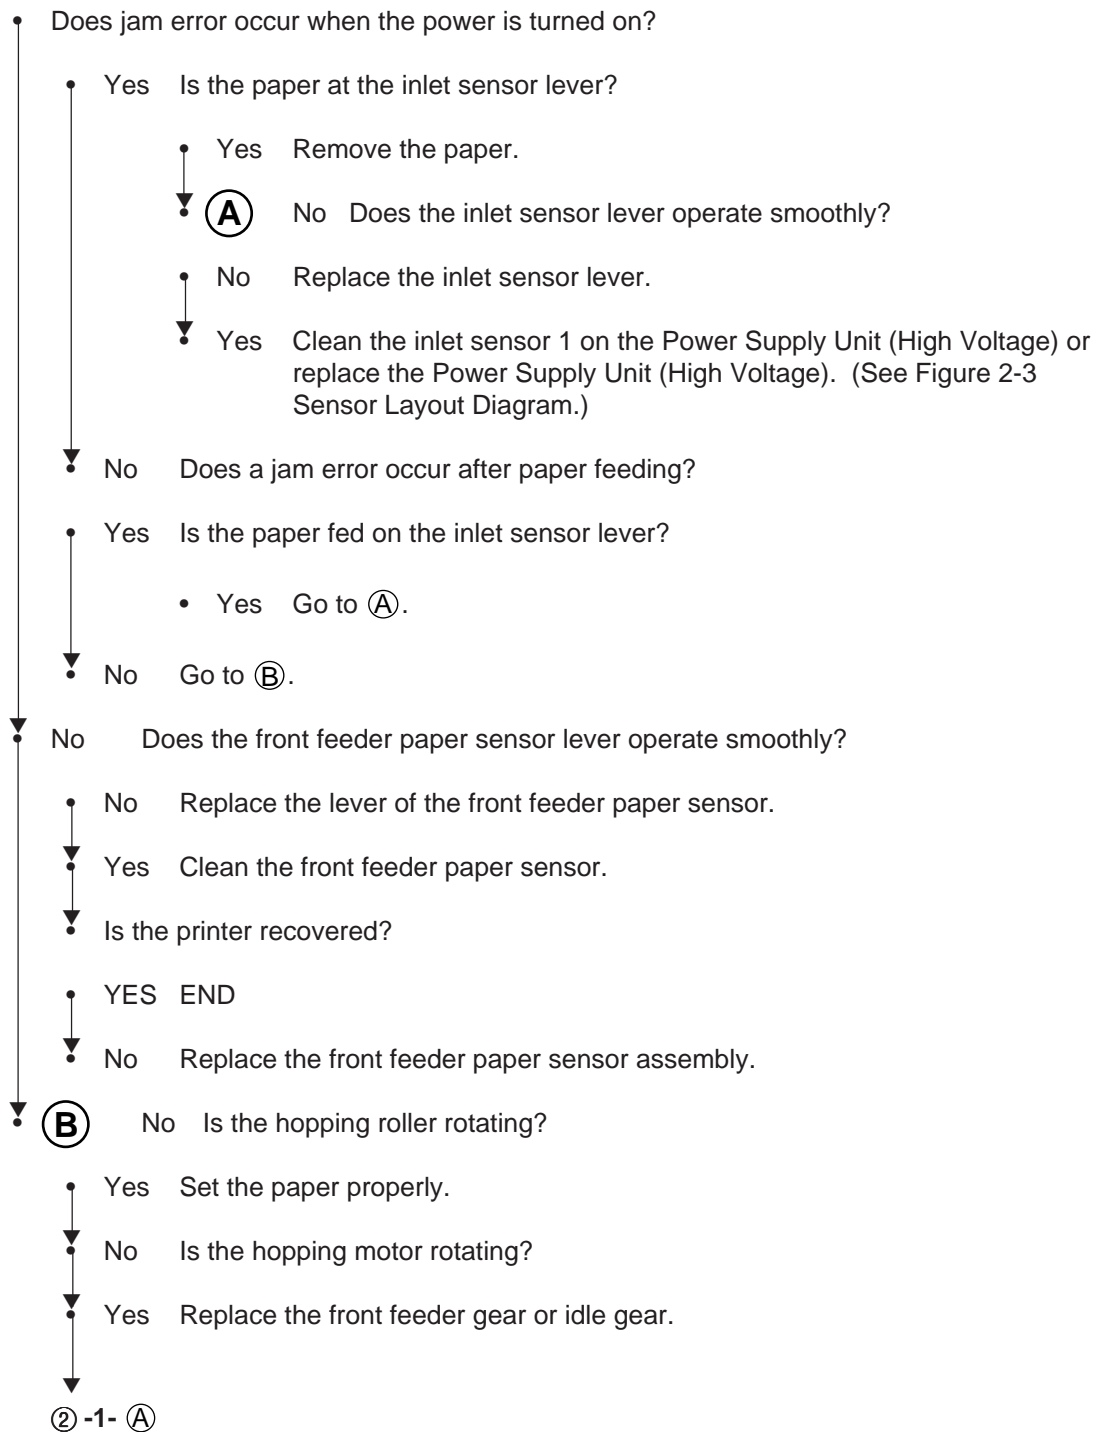 Does jam error occur when the power is turned on?
Yes Is the paper at the inlet sensor lever?
Yes Remove the paper.
Ⓐ No Does the inlet sensor lever operate smoothly?
No Replace the inlet sensor lever.
Yes Clean the inlet sensor 1 on the Power Supply Unit (High Voltage) or
replace the Power Supply Unit (High Voltage). (See Figure 2-3
Sensor Layout Diagram.)
No Does a jam error occur after paper feeding?
Yes Is the paper fed on the inlet sensor lever?
• Yes Go to Ⓐ.
No Go to Ⓑ.
No Does the front feeder paper sensor lever operate smoothly?
No Replace the lever of the front feeder paper sensor.
Yes Clean the front feeder paper sensor.
Is the printer recovered?
YES END
No Replace the front feeder paper sensor assembly.
Ⓑ No Is the hopping roller rotating?
Yes Set the paper properly.
No Is the hopping motor rotating?
Yes Replace the front feeder gear or idle gear.
② -1- Ⓐ